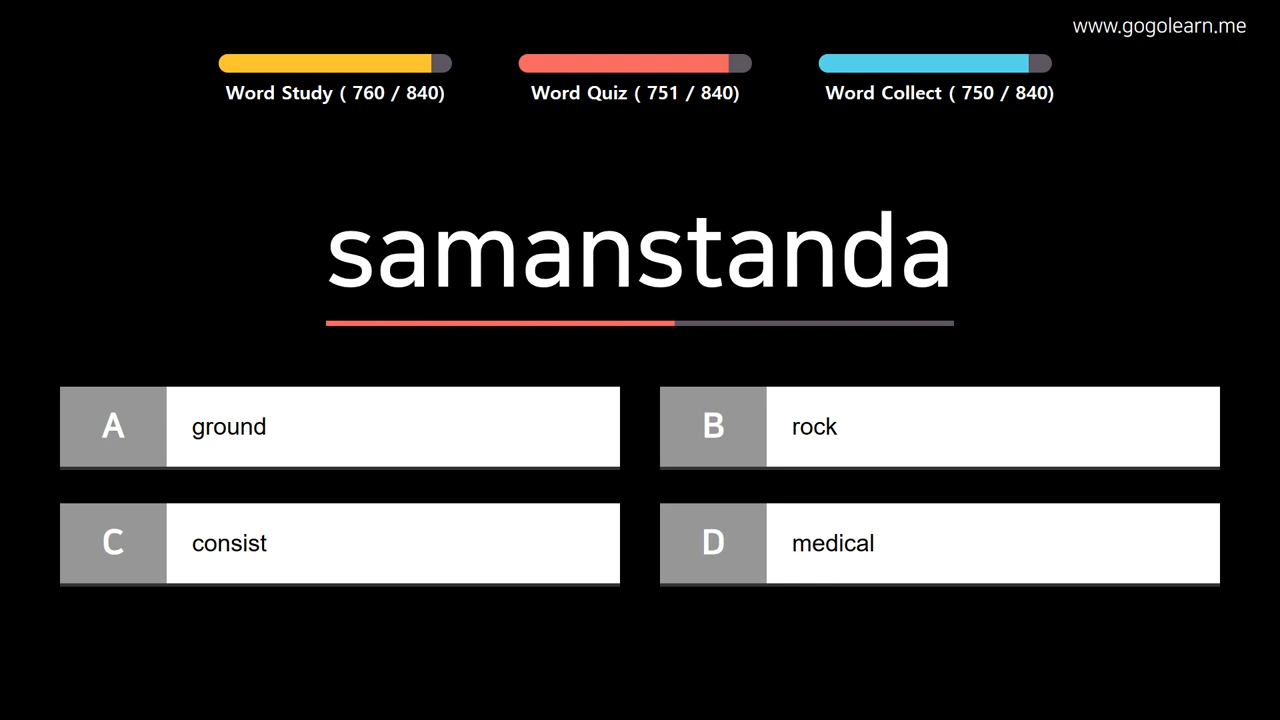 www.gogolearn.me
Word Study ( 760 / 840)
Word Quiz ( 751 / 840)
Word Collect ( 750 / 840)
samanstanda
A ground
B rock
C consist
D medical